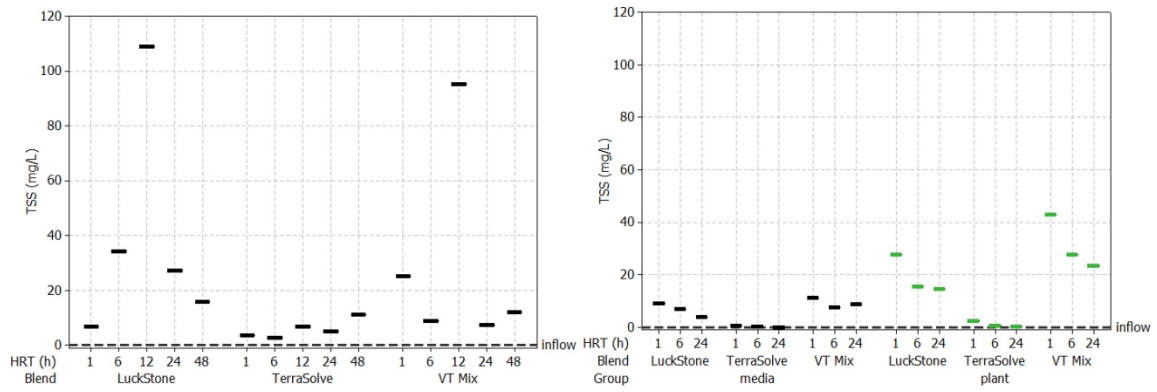 120
100
80
60
40
20
0
TSS (mg/L)
inflow
HRT (h) 1 6 12 24 48 1 6 12 24 48 1 6 12 24 48
Blend LuckStone TerraSolve VT Mix
120
100
80
60
40
20
0
TSS (mg/L)
inflow
HRT (h) 1 6 24 1 6 24 1 6 24 1 6 24 1 6 24 1 6 24
Blend LuckStone TerraSolve VT Mix LuckStone TerraSolve VT Mix
Group media plant